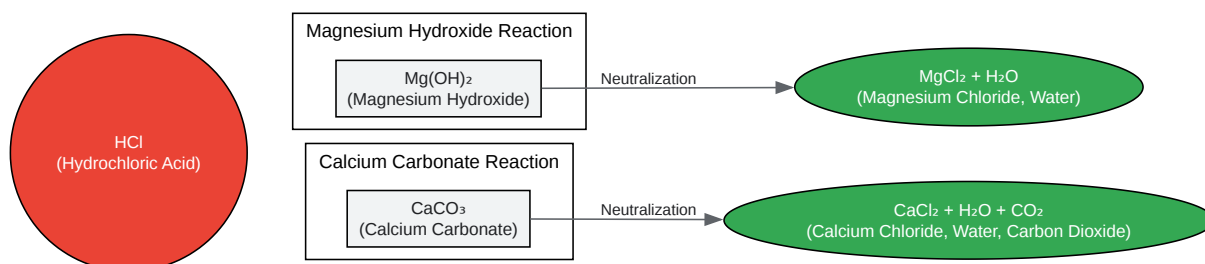 HCl
(Hydrochloric Acid)
Magnesium Hydroxide Reaction
Mg(OH)₂
(Magnesium Hydroxide)
Neutralization
MgCl₂ + H₂O
(Magnesium Chloride, Water)
Calcium Carbonate Reaction
CaCO₃
(Calcium Carbonate)
Neutralization
CaCl₂ + H₂O + CO₂
(Calcium Chloride, Water, Carbon Dioxide)